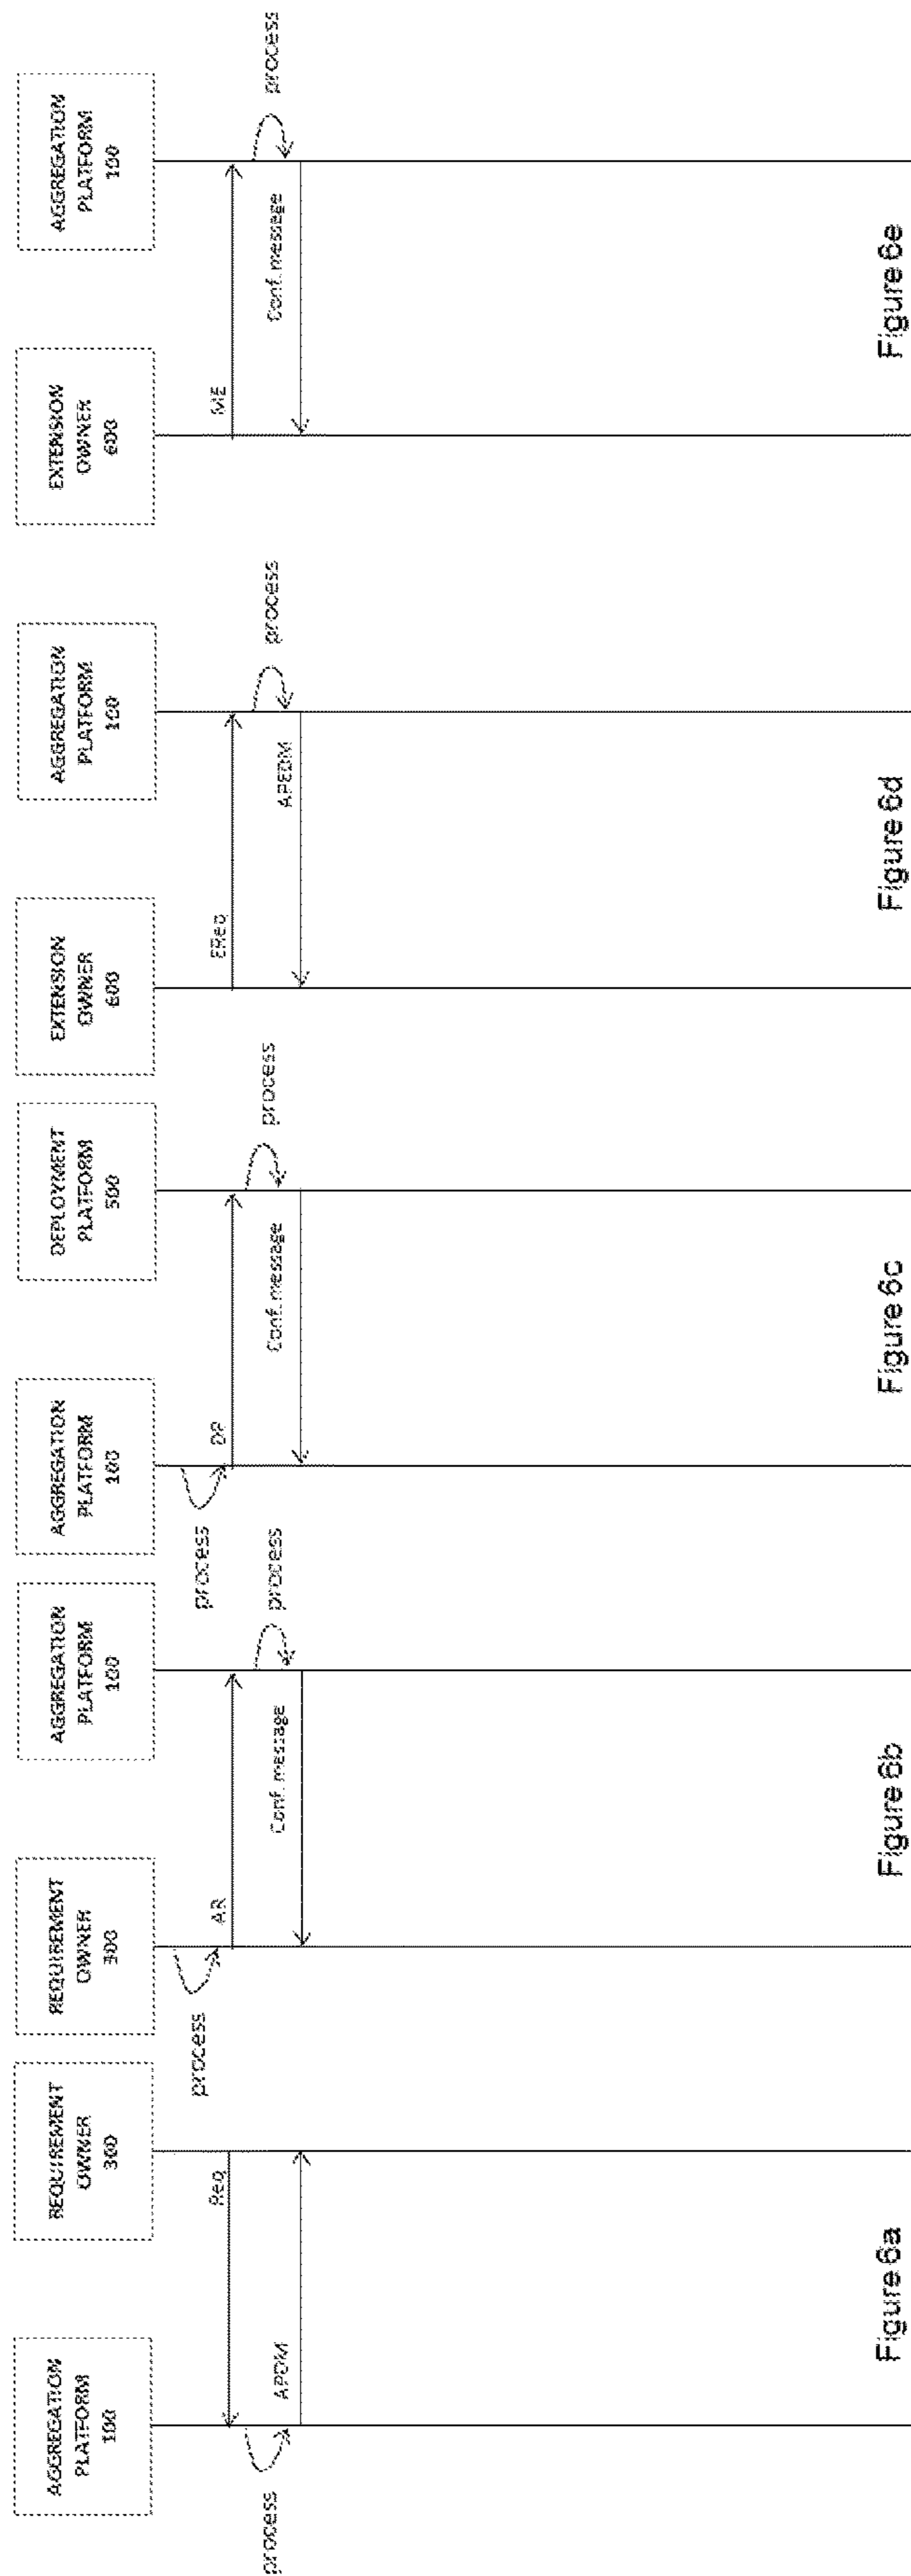 AGGREGATION
PLATFORM
100
REQUIREMENT
OWNER
300
Req
process
APDM
Figure 6a
REQUIREMENT
OWNER
300
AGGREGATION
PLATFORM
100
process
AR
process
Conf. message
Figure 6b
AGGREGATION
PLATFORM
100
DEPLOYMENT
PLATFORM
500
process
DP
process
Conf. message
Figure 6c
EXTENSION
OWNER
600
AGGREGATION
PLATFORM
100
EReq
process
APEDM
Figure 6d
EXTENSION
OWNER
600
AGGREGATION
PLATFORM
100
ME
process
Conf. message
Figure 6e